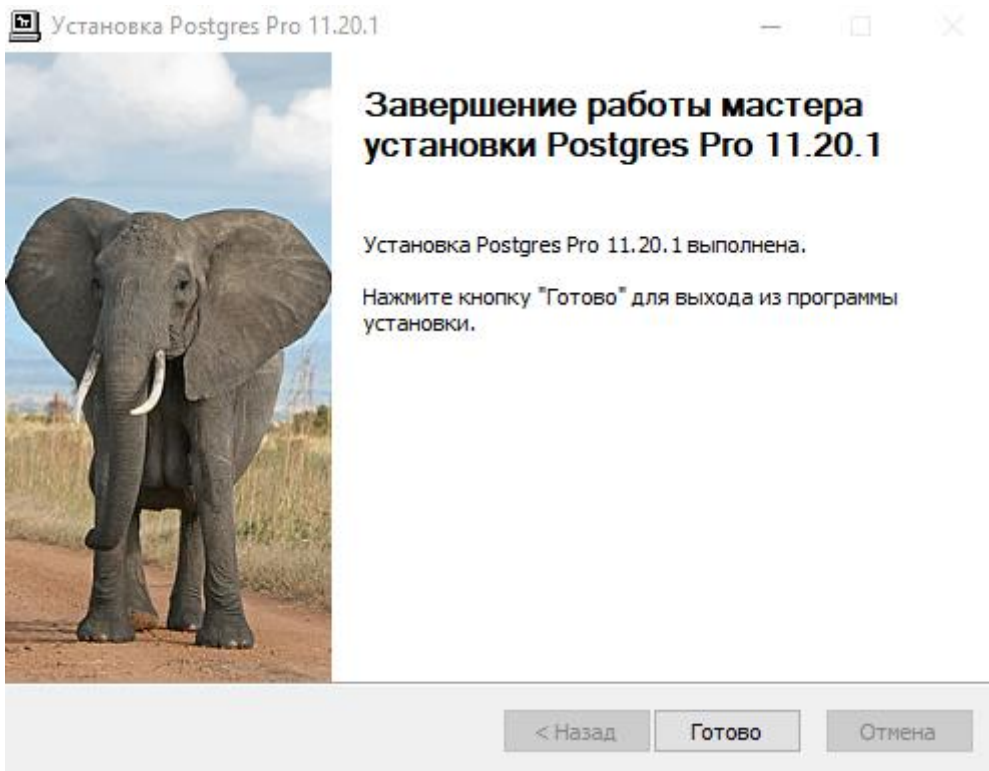 Установка Postgres Pro 11.20.1
Завершение работы мастера
установки Postgres Pro 11.20.1
Установка Postgres Pro 11.20.1 выполнена.
Нажмите кнопку "Готово" для выхода из программы
установки.
< Назад
Готово
Отмена